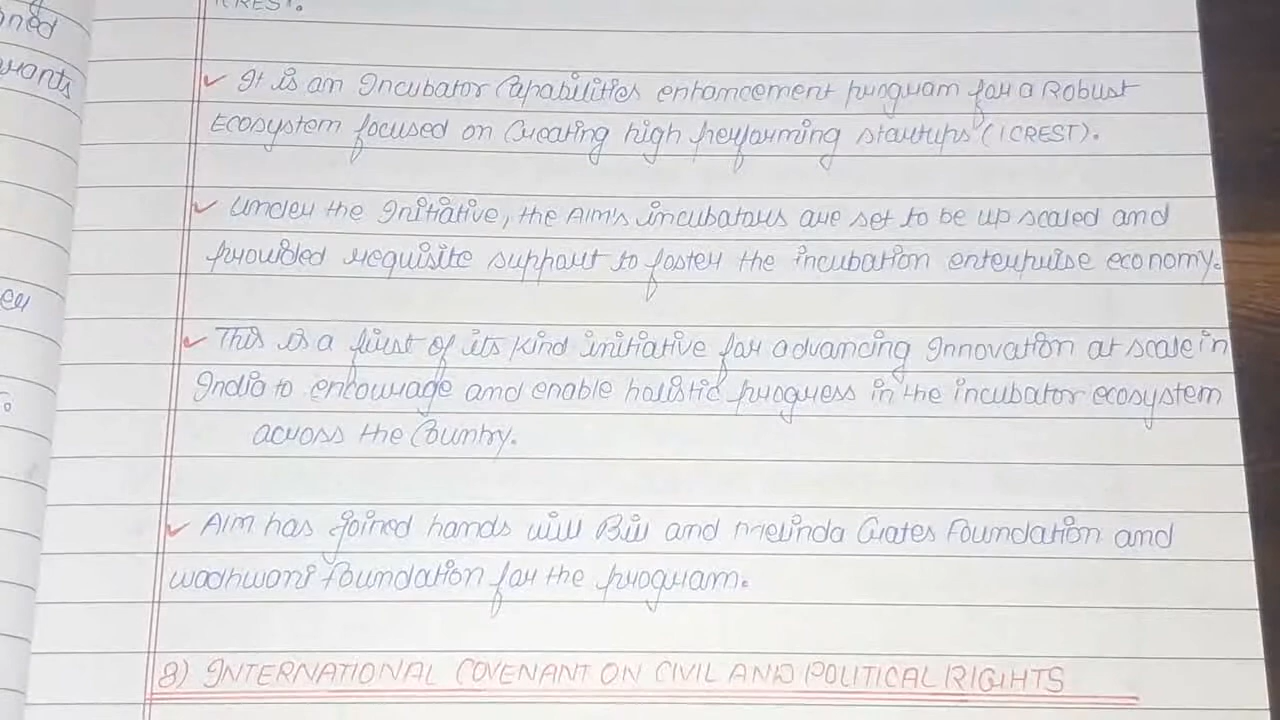 ICREST.
ned
wants
✓ It is an Incubator Capabilities enhancement program for a Robust
Ecosystem focused on Creating high performing startups (ICREST).
✓ Under the Initiative, the AIM's incubators are set to be up scaled and
provided requisite support to foster the incubation enterprise economy.
✓ This is a first of its kind initiative for advancing Innovation at scale in
India to encourage and enable holistic progress in the incubator ecosystem
across the Country.
✓ AIM has joined hands will Bill and Melinda Gates Foundation and
Wadhwani Foundation for the program.
8) INTERNATIONAL COVENANT ON CIVIL AND POLITICAL RIGHTS